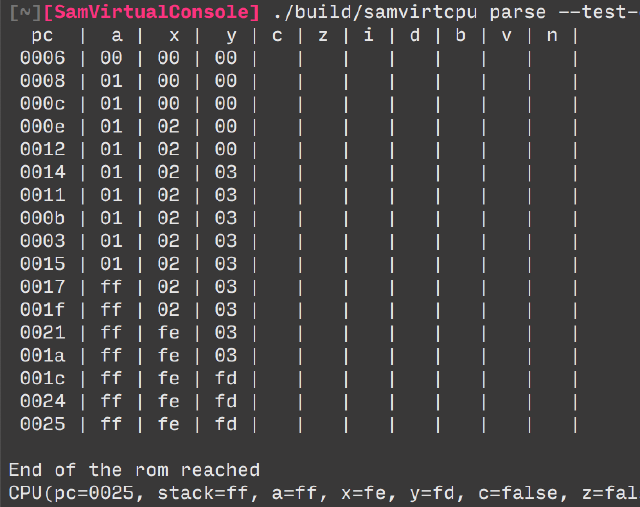 [~][SamVirtualConsole] ./build/samvirtcpu parse --test-
pc | a | x | y | c | z | i | d | b | v | n |
0006 | 00 | 00 | 00 | | | | | | | |
0008 | 01 | 00 | 00 | | | | | | | |
000c | 01 | 00 | 00 | | | | | | | |
000e | 01 | 02 | 00 | | | | | | | |
0012 | 01 | 02 | 00 | | | | | | | |
0014 | 01 | 02 | 03 | | | | | | | |
0011 | 01 | 02 | 03 | | | | | | | |
000b | 01 | 02 | 03 | | | | | | | |
0003 | 01 | 02 | 03 | | | | | | | |
0015 | 01 | 02 | 03 | | | | | | | |
0017 | ff | 02 | 03 | | | | | | | |
001f | ff | 02 | 03 | | | | | | | |
0021 | ff | fe | 03 | | | | | | | |
001a | ff | fe | 03 | | | | | | | |
001c | ff | fe | fd | | | | | | | |
0024 | ff | fe | fd | | | | | | | |
0025 | ff | fe | fd | | | | | | | |
End of the rom reached
CPU(pc=0025, stack=ff, a=ff, x=fe, y=fd, c=false, z=fal